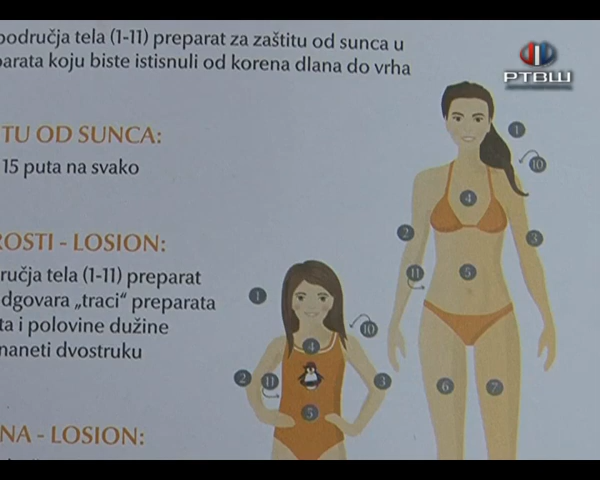 područja tela (1-11) preparat za zaštitu od sunca u
parata koju biste istisnuli od korena dlana do vrha
РТВШ
TU OD SUNCA:
15 puta na svako
ROSTI - LOSION:
ručja tela (1-11) preparat
dgovara „traci“ preparata
ta i polovine dužine
naneti dvostruku
NA - LOSION:
1
10
4
2
3
11
5
6
7
1
10
4
2
11
3
5